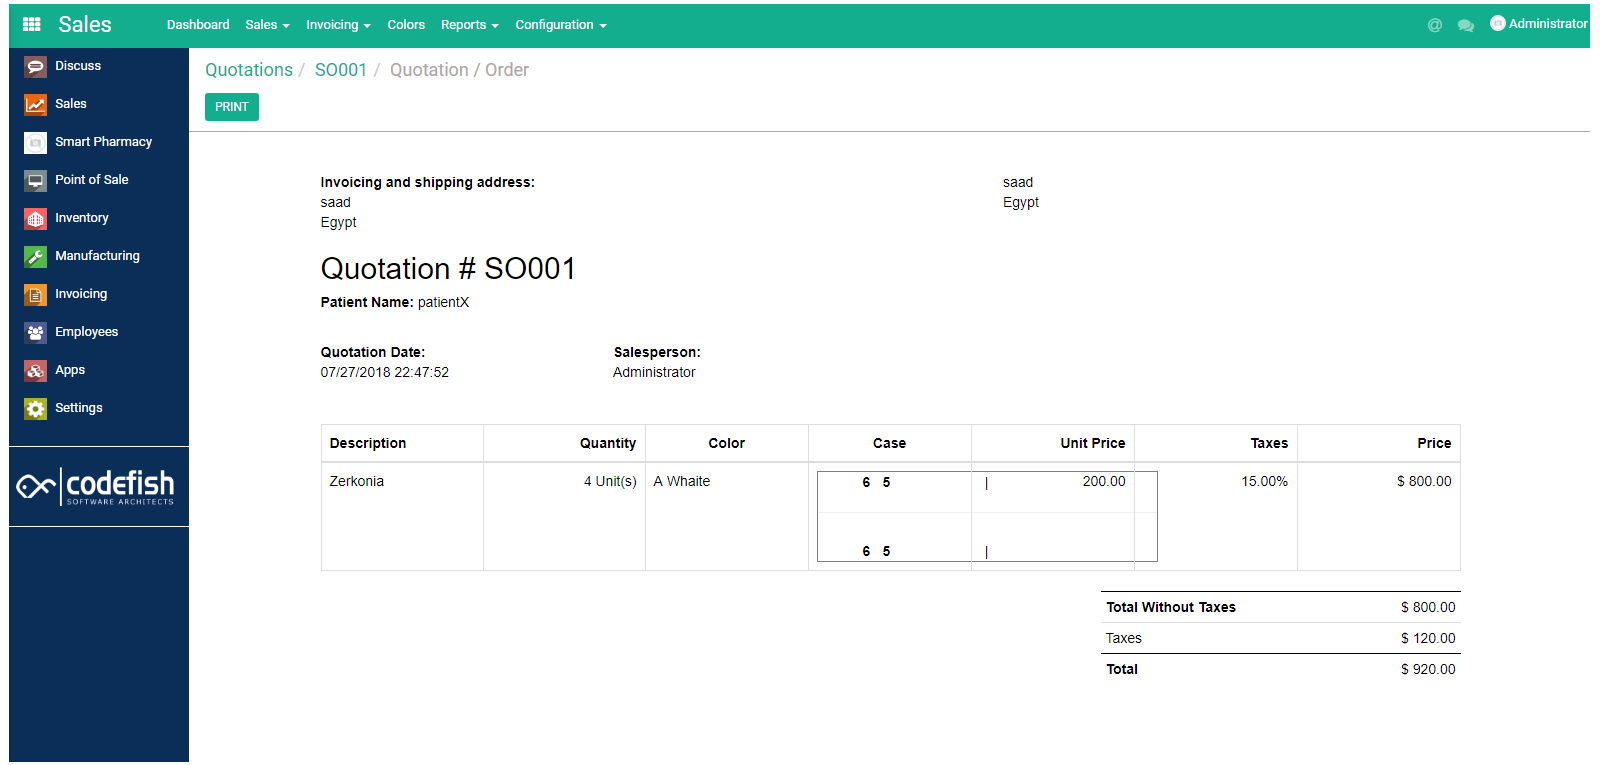 Sales Dashboard Sales Invoicing Colors Reports Configuration @ Administrator
Discuss
Sales
Smart Pharmacy
Point of Sale
Inventory
Manufacturing
Invoicing
Employees
Apps
Settings
codefish
SOFTWARE ARCHITECTS
Quotations / SO001 / Quotation / Order
PRINT
Invoicing and shipping address:
saad
Egypt
saad
Egypt
Quotation # SO001
Patient Name: patientX
Quotation Date:
07/27/2018 22:47:52
Salesperson:
Administrator
Description Quantity Color Case Unit Price Taxes Price
Zerkonia 4 Unit(s) A Whaite 6 5 | 200.00 15.00% $ 800.00
6 5 |
Total Without Taxes $ 800.00
Taxes $ 120.00
Total $ 920.00